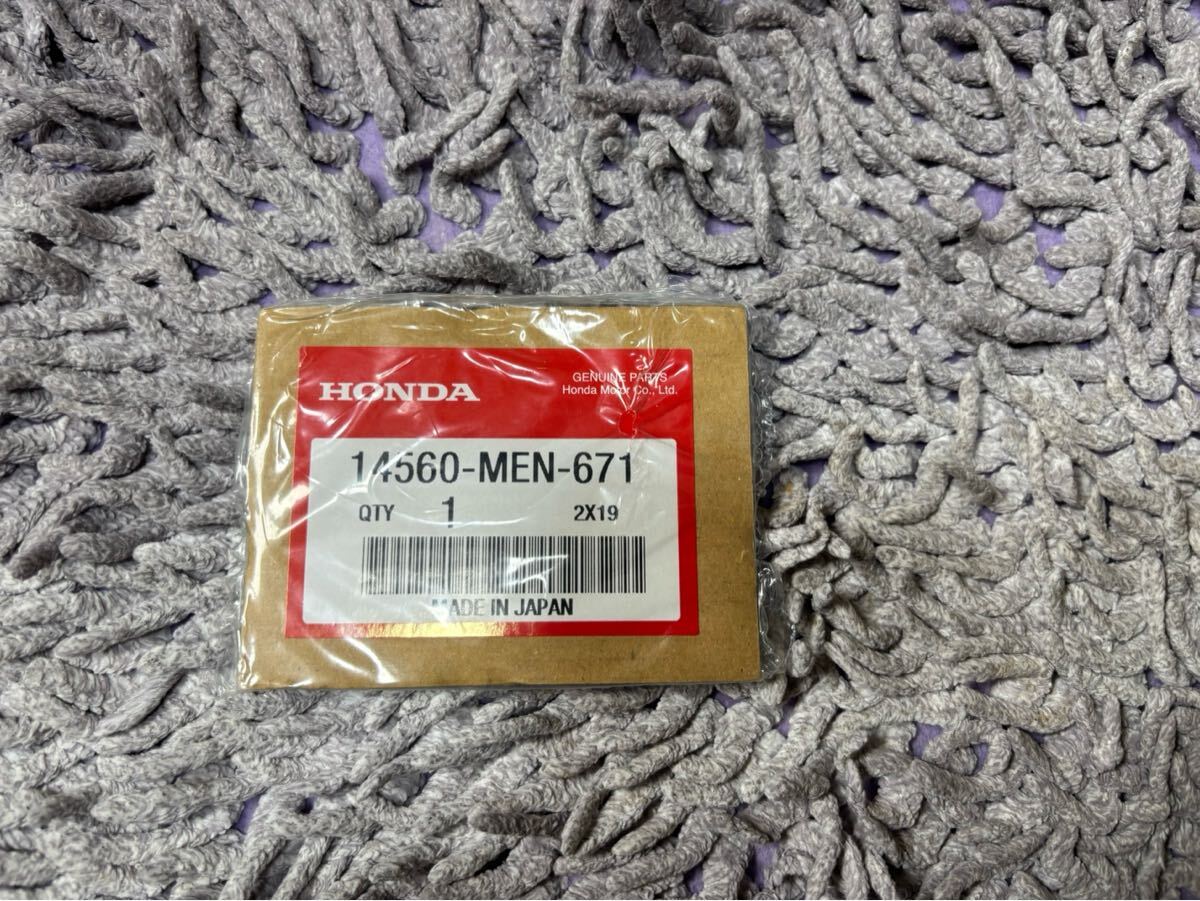 HONDA
GENUINE PARTS
Honda Motor Co., Ltd.
14560-MEN-671
QTY 1 2X19
MADE IN JAPAN